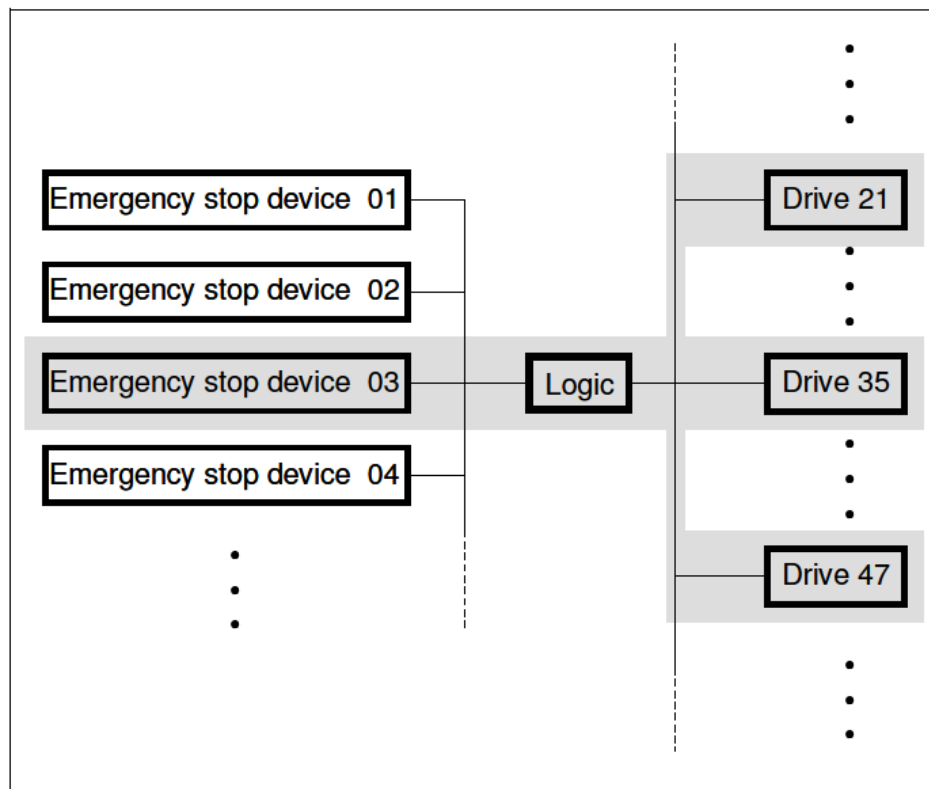 Emergency stop device 01
Emergency stop device 02
Emergency stop device 03
Emergency stop device 04
Logic
Drive 21
Drive 35
Drive 47